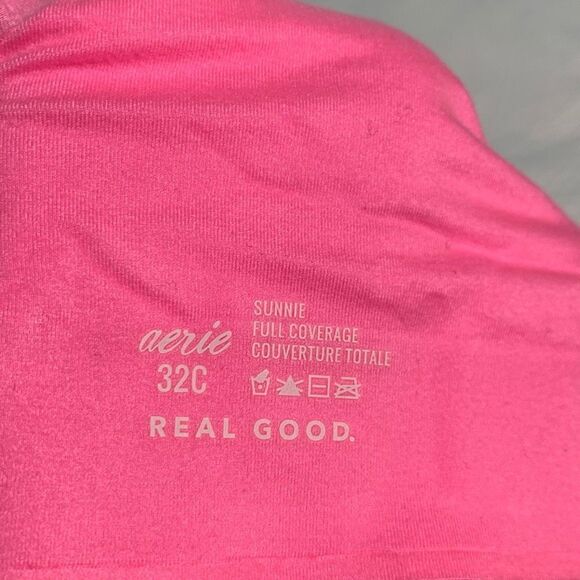 SUNNIE
aerie FULL COVERAGE
COUVERTURE TOTALE
32C
REAL GOOD.